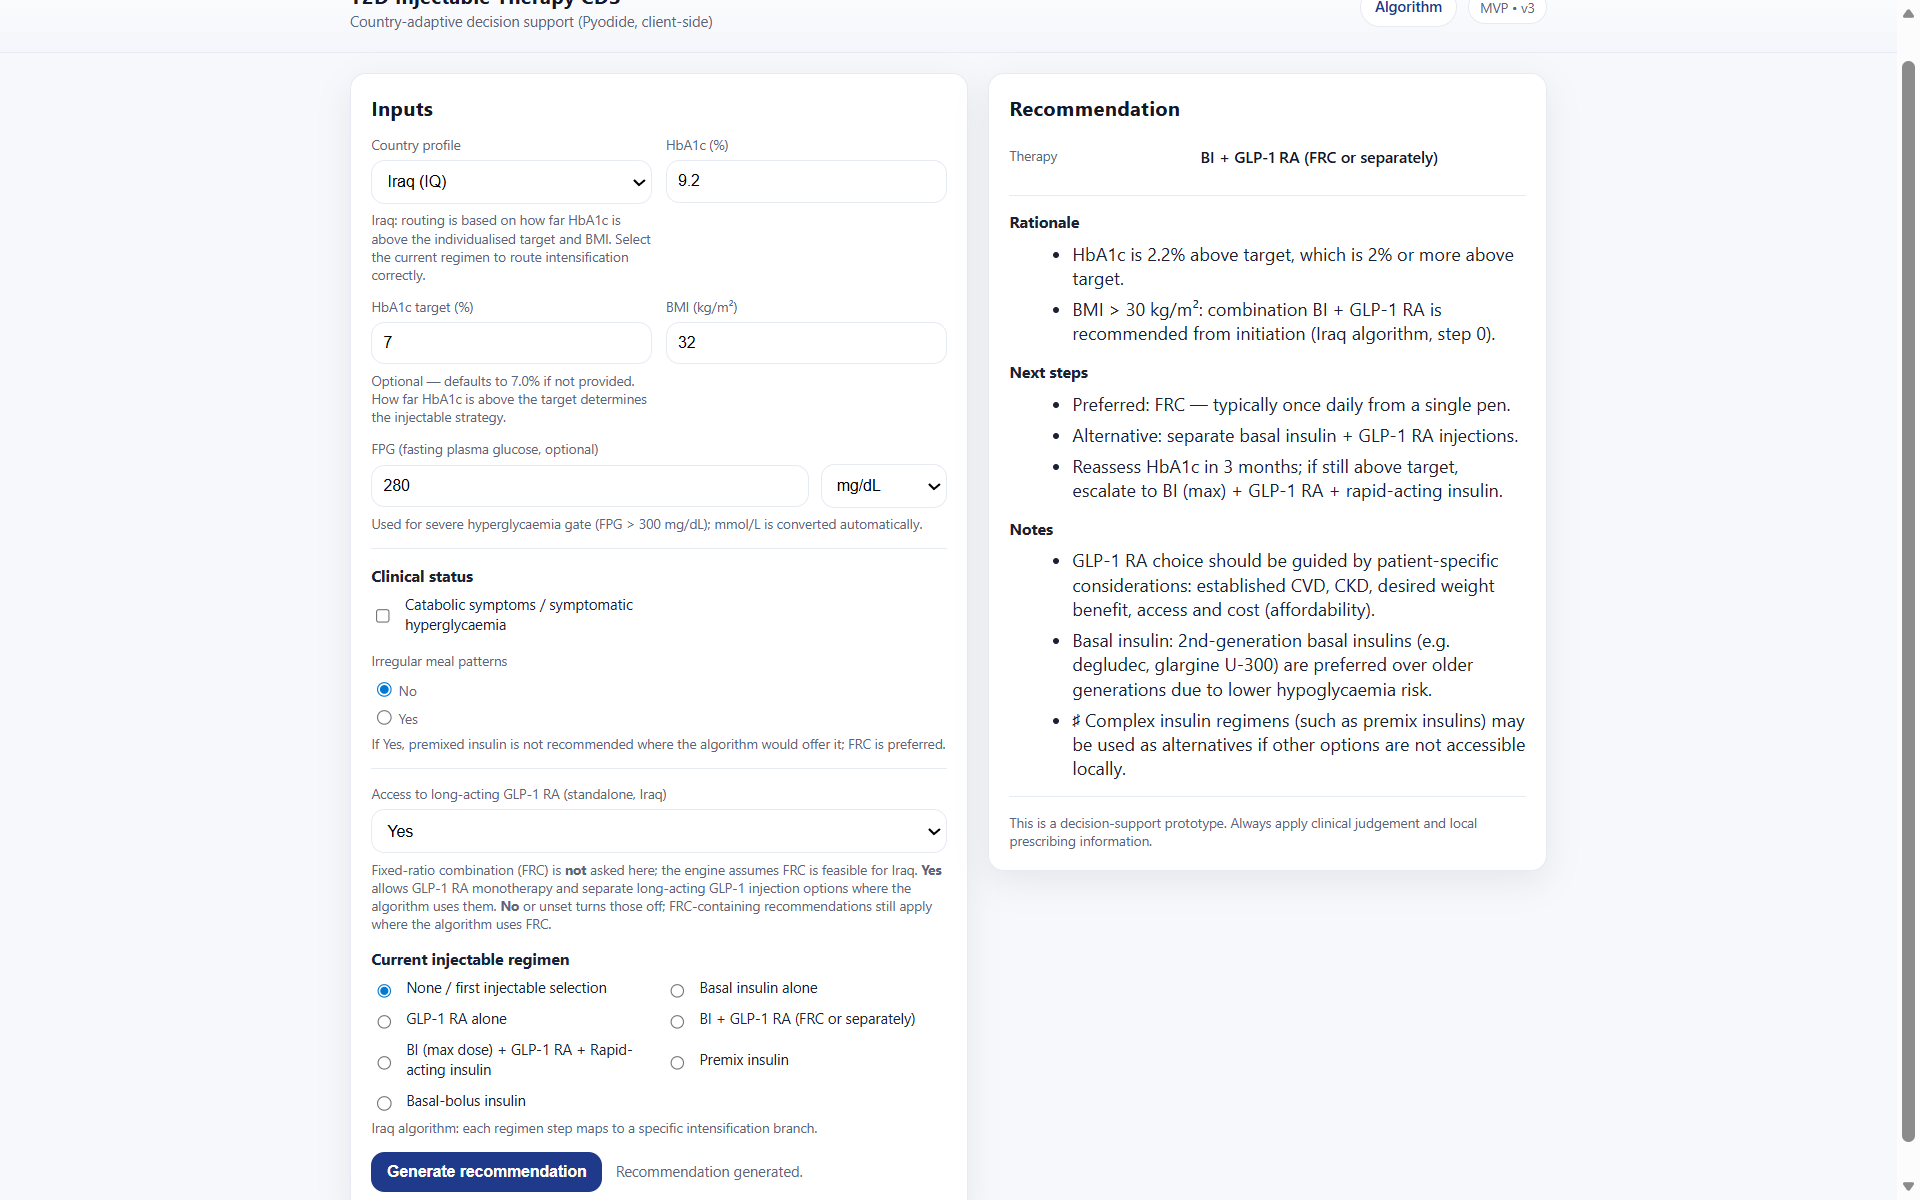 T2D Injectable Therapy CDS
Country-adaptive decision support (Pyodide, client-side)
Algorithm
MVP • v3
Inputs
Country profile
HbA1c (%)
Iraq (IQ)
9.2
Iraq: routing is based on how far HbA1c is
above the individualised target and BMI. Select
the current regimen to route intensification
correctly.
HbA1c target (%)
BMI (kg/m²)
7
32
Optional — defaults to 7.0% if not provided.
How far HbA1c is above the target determines
the injectable strategy.
FPG (fasting plasma glucose, optional)
280
mg/dL
Used for severe hyperglycaemia gate (FPG > 300 mg/dL); mmol/L is converted automatically.
Clinical status
Catabolic symptoms / symptomatic
hyperglycaemia
Irregular meal patterns
No
Yes
If Yes, premixed insulin is not recommended where the algorithm would offer it; FRC is preferred.
Access to long-acting GLP-1 RA (standalone, Iraq)
Yes
Fixed-ratio combination (FRC) is not asked here; the engine assumes FRC is feasible for Iraq. Yes
allows GLP-1 RA monotherapy and separate long-acting GLP-1 injection options where the
algorithm uses them. No or unset turns those off; FRC-containing recommendations still apply
where the algorithm uses FRC.
Current injectable regimen
None / first injectable selection
Basal insulin alone
GLP-1 RA alone
BI + GLP-1 RA (FRC or separately)
BI (max dose) + GLP-1 RA + Rapid-
acting insulin
Premix insulin
Basal-bolus insulin
Iraq algorithm: each regimen step maps to a specific intensification branch.
Generate recommendation
Recommendation generated.
Recommendation
Therapy
BI + GLP-1 RA (FRC or separately)
Rationale
• HbA1c is 2.2% above target, which is 2% or more above
target.
• BMI > 30 kg/m²: combination BI + GLP-1 RA is
recommended from initiation (Iraq algorithm, step 0).
Next steps
• Preferred: FRC — typically once daily from a single pen.
• Alternative: separate basal insulin + GLP-1 RA injections.
• Reassess HbA1c in 3 months; if still above target,
escalate to BI (max) + GLP-1 RA + rapid-acting insulin.
Notes
• GLP-1 RA choice should be guided by patient-specific
considerations: established CVD, CKD, desired weight
benefit, access and cost (affordability).
• Basal insulin: 2nd-generation basal insulins (e.g.
degludec, glargine U-300) are preferred over older
generations due to lower hypoglycaemia risk.
• ♯ Complex insulin regimens (such as premix insulins) may
be used as alternatives if other options are not accessible
locally.
This is a decision-support prototype. Always apply clinical judgement and local
prescribing information.